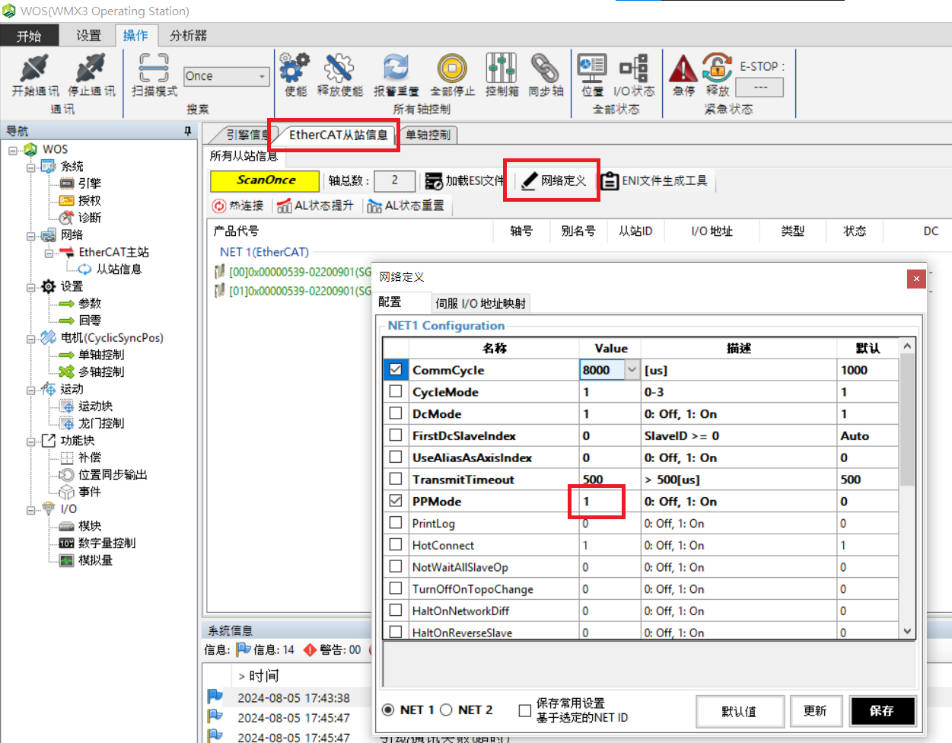 WOS(WMX3 Operating Station)
开始 设置 操作 分析器
开始通讯 停止通讯 扫描模式 Once 使能 释放使能 报警重置 全部停止 控制箱 同步轴 位置 I/O状态 急停 释放 E-STOP : ---
通讯 搜索 所有轴控制 全部状态 紧急状态
导航
WOS
系统
引擎
授权
诊断
网络
EtherCAT主站
从站信息
设置
参数
回零
电机(CyclicSyncPos)
单轴控制
多轴控制
运动
运动块
龙门控制
功能块
补偿
位置同步输出
事件
I/O
模块
数字量控制
模拟量
引擎信息 EtherCAT从站信息 单轴控制
所有从站信息
ScanOnce 轴总数 : 2 加载ESI文件 网络定义 ENI文件生成工具
热连接 AL状态提升 AL状态重置
产品代号 轴号 别名号 从站ID I/O 地址 类型 状态 DC
NET 1(EtherCAT)
[00]0x00000539-02200901(SG
[01]0x00000539-02200901(SG
网络定义
配置 伺服 I/O 地址映射
NET1 Configuration
名称 Value 描述 默认
CommCycle 8000 [us] 1000
CycleMode 1 0-3 1
DcMode 1 0: Off, 1: On 1
FirstDcSlaveIndex 0 SlaveID >= 0 Auto
UseAliasAsAxisIndex 0 0: Off, 1: On 0
TransmitTimeout 500 > 500[us] 500
PPMode 1 0: Off, 1: On 0
PrintLog 0 0: Off, 1: On 0
HotConnect 1 0: Off, 1: On 1
NotWaitAllSlaveOp 0 0: Off, 1: On 0
TurnOffOnTopoChange 0 0: Off, 1: On 0
HaltOnNetworkDiff 0 0: Off, 1: On 0
HaltOnReverseSlave 0 0: Off, 1: On 0
NET 1 NET 2 保存常用设置
基于选定的NET ID
默认值 更新 保存
系统信息
信息: 信息: 14 警告: 00
> 时间
2024-08-05 17:43:38
2024-08-05 17:45:47
2024-08-05 17:45:47